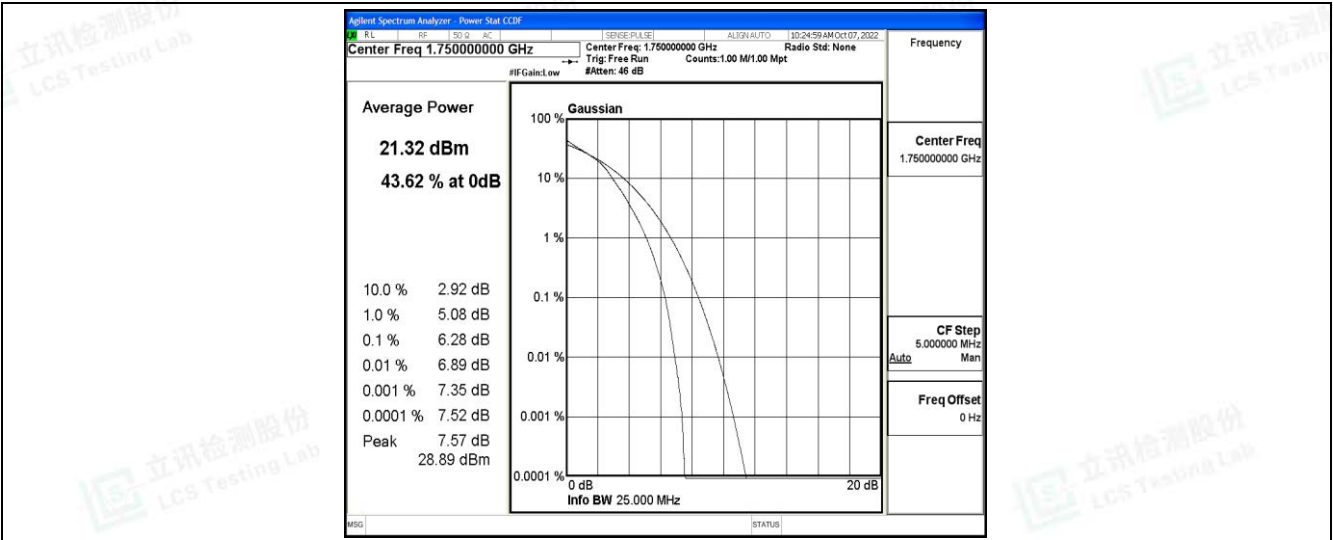 Agilent Spectrum Analyzer - Power Stat CCDF
RL RF 50 Ω AC SENSE:PULSE ALIGN AUTO 10:24:59 AM Oct 07, 2022
Center Freq 1.750000000 GHz
Center Freq: 1.750000000 GHz Radio Std: None
Trig: Free Run Counts:1.00 M/1.00 Mpt
#IFGain:Low #Atten: 46 dB
Frequency
Average Power
21.32 dBm
43.62 % at 0dB
10.0 % 2.92 dB
1.0 % 5.08 dB
0.1 % 6.28 dB
0.01 % 6.89 dB
0.001 % 7.35 dB
0.0001 % 7.52 dB
Peak 7.57 dB
28.89 dBm
Gaussian
100 %
10 %
1 %
0.1 %
0.01 %
0.001 %
0.0001 %
0 dB 20 dB
Info BW 25.000 MHz
Center Freq
1.750000000 GHz
CF Step
5.000000 MHz
Auto Man
Freq Offset
0 Hz
MSG STATUS
立讯检测股份
LCS Testing Lab
立讯检测股份
LCS Testing Lab
立讯检测股份
LCS Testing Lab
立讯检测股份
LCS Testing Lab